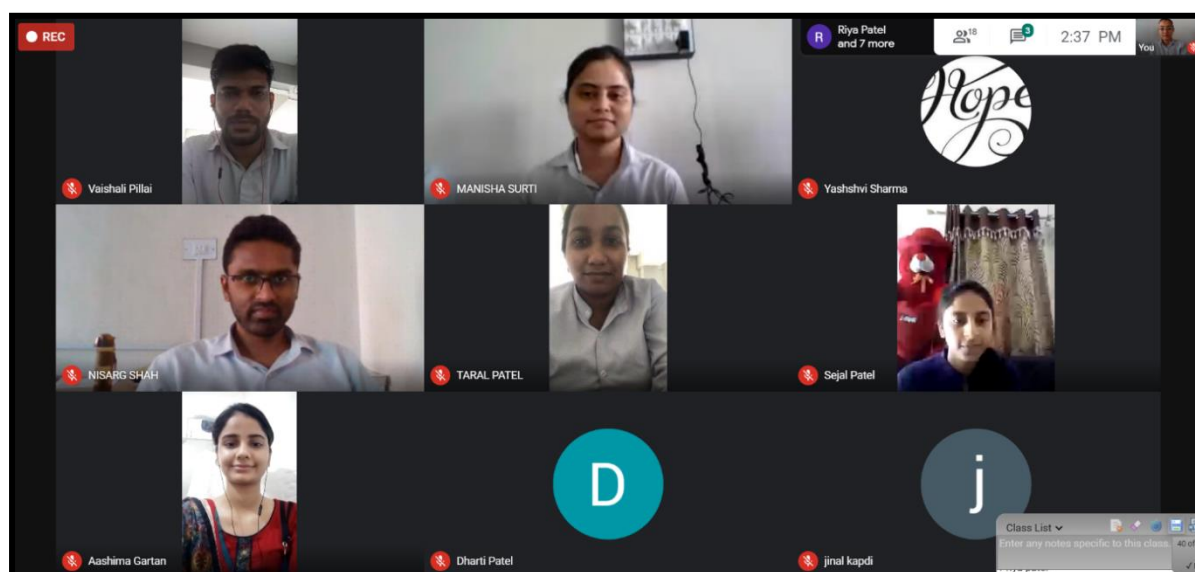 REC
R
Riya Patel
and 7 more
18
3
2:37 PM
You
Vaishali Pillai
MANISHA SURTI
Hope
Yashshvi Sharma
NISARG SHAH
TARAL PATEL
Sejal Patel
Aashima Gartan
D
Dharti Patel
j
jinal kapdi
Class List
Enter any notes specific to this class.
40 of